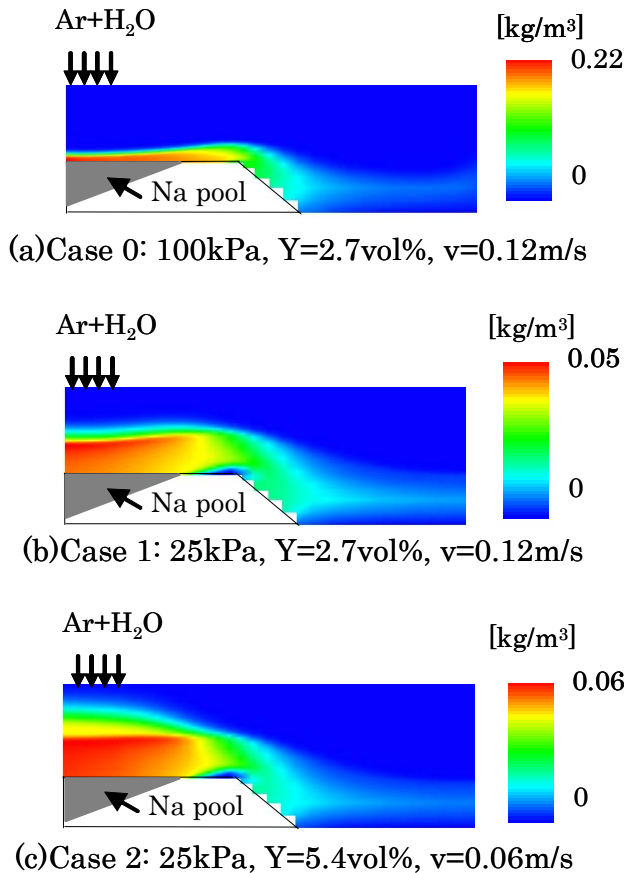 Ar+H₂O
[kg/m³]
0.22
0
Na pool
(a)Case 0: 100kPa, Y=2.7vol%, v=0.12m/s
Ar+H₂O
[kg/m³]
0.05
0
Na pool
(b)Case 1: 25kPa, Y=2.7vol%, v=0.12m/s
Ar+H₂O
[kg/m³]
0.06
0
Na pool
(c)Case 2: 25kPa, Y=5.4vol%, v=0.06m/s